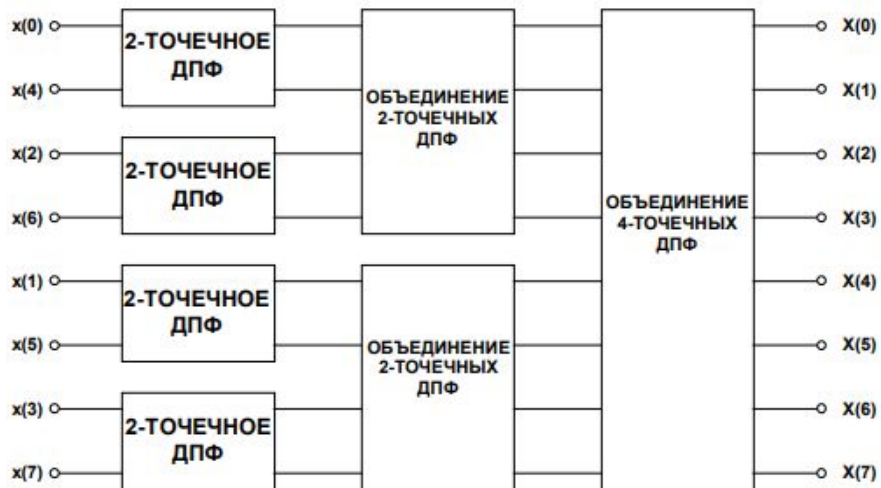 x(0)
x(4)
x(2)
x(6)
x(1)
x(5)
x(3)
x(7)
2-ТОЧЕЧНОЕ
ДПФ
2-ТОЧЕЧНОЕ
ДПФ
2-ТОЧЕЧНОЕ
ДПФ
2-ТОЧЕЧНОЕ
ДПФ
ОБЪЕДИНЕНИЕ
2-ТОЧЕЧНЫХ
ДПФ
ОБЪЕДИНЕНИЕ
2-ТОЧЕЧНЫХ
ДПФ
ОБЪЕДИНЕНИЕ
4-ТОЧЕЧНЫХ
ДПФ
X(0)
X(1)
X(2)
X(3)
X(4)
X(5)
X(6)
X(7)